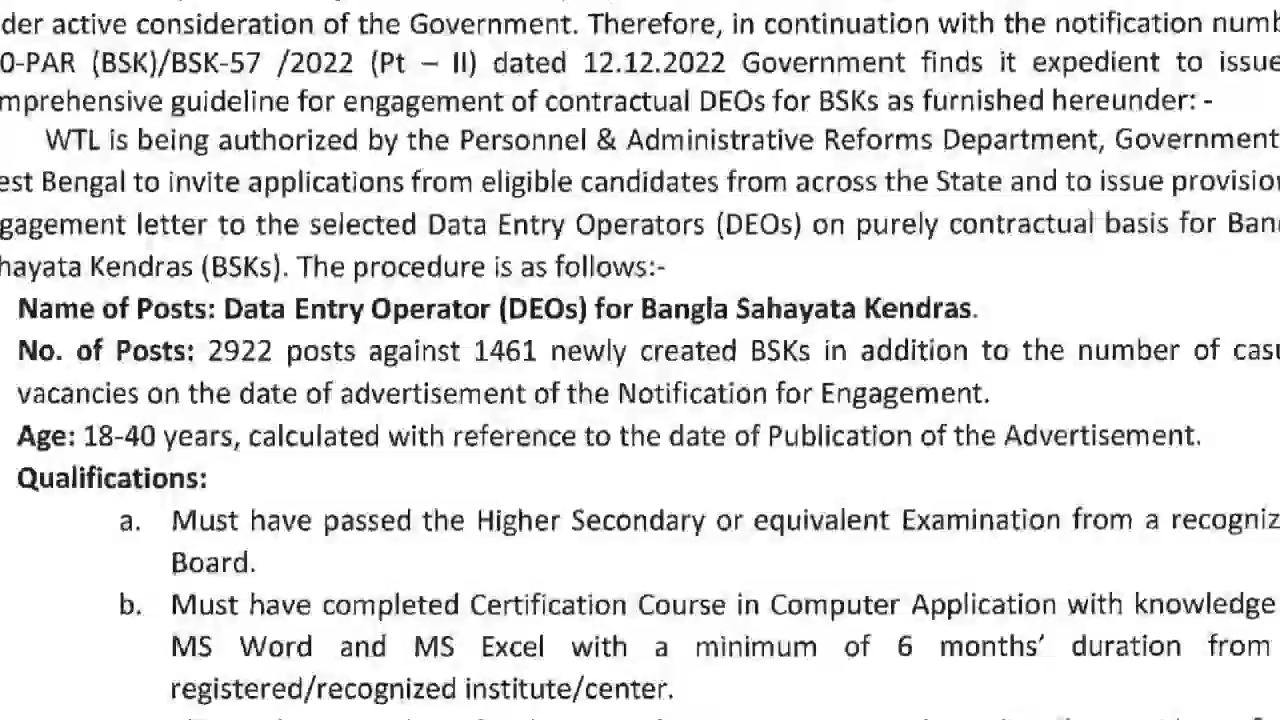 der active consideration of the Government. Therefore, in continuation with the notification numb
0-PAR (BSK)/BSK-57 /2022 (Pt – II) dated 12.12.2022 Government finds it expedient to issue
mprehensive guideline for engagement of contractual DEOs for BSKs as furnished hereunder: -
WTL is being authorized by the Personnel & Administrative Reforms Department, Government
est Bengal to invite applications from eligible candidates from across the State and to issue provision
gagement letter to the selected Data Entry Operators (DEOs) on purely contractual basis for Bang
hayata Kendras (BSKs). The procedure is as follows:-
Name of Posts: Data Entry Operator (DEOs) for Bangla Sahayata Kendras.
No. of Posts: 2922 posts against 1461 newly created BSKs in addition to the number of casu
vacancies on the date of advertisement of the Notification for Engagement.
Age: 18-40 years, calculated with reference to the date of Publication of the Advertisement.
Qualifications:
a. Must have passed the Higher Secondary or equivalent Examination from a recogniz
Board.
b. Must have completed Certification Course in Computer Application with knowledge
MS Word and MS Excel with a minimum of 6 months’ duration from
registered/recognized institute/center.